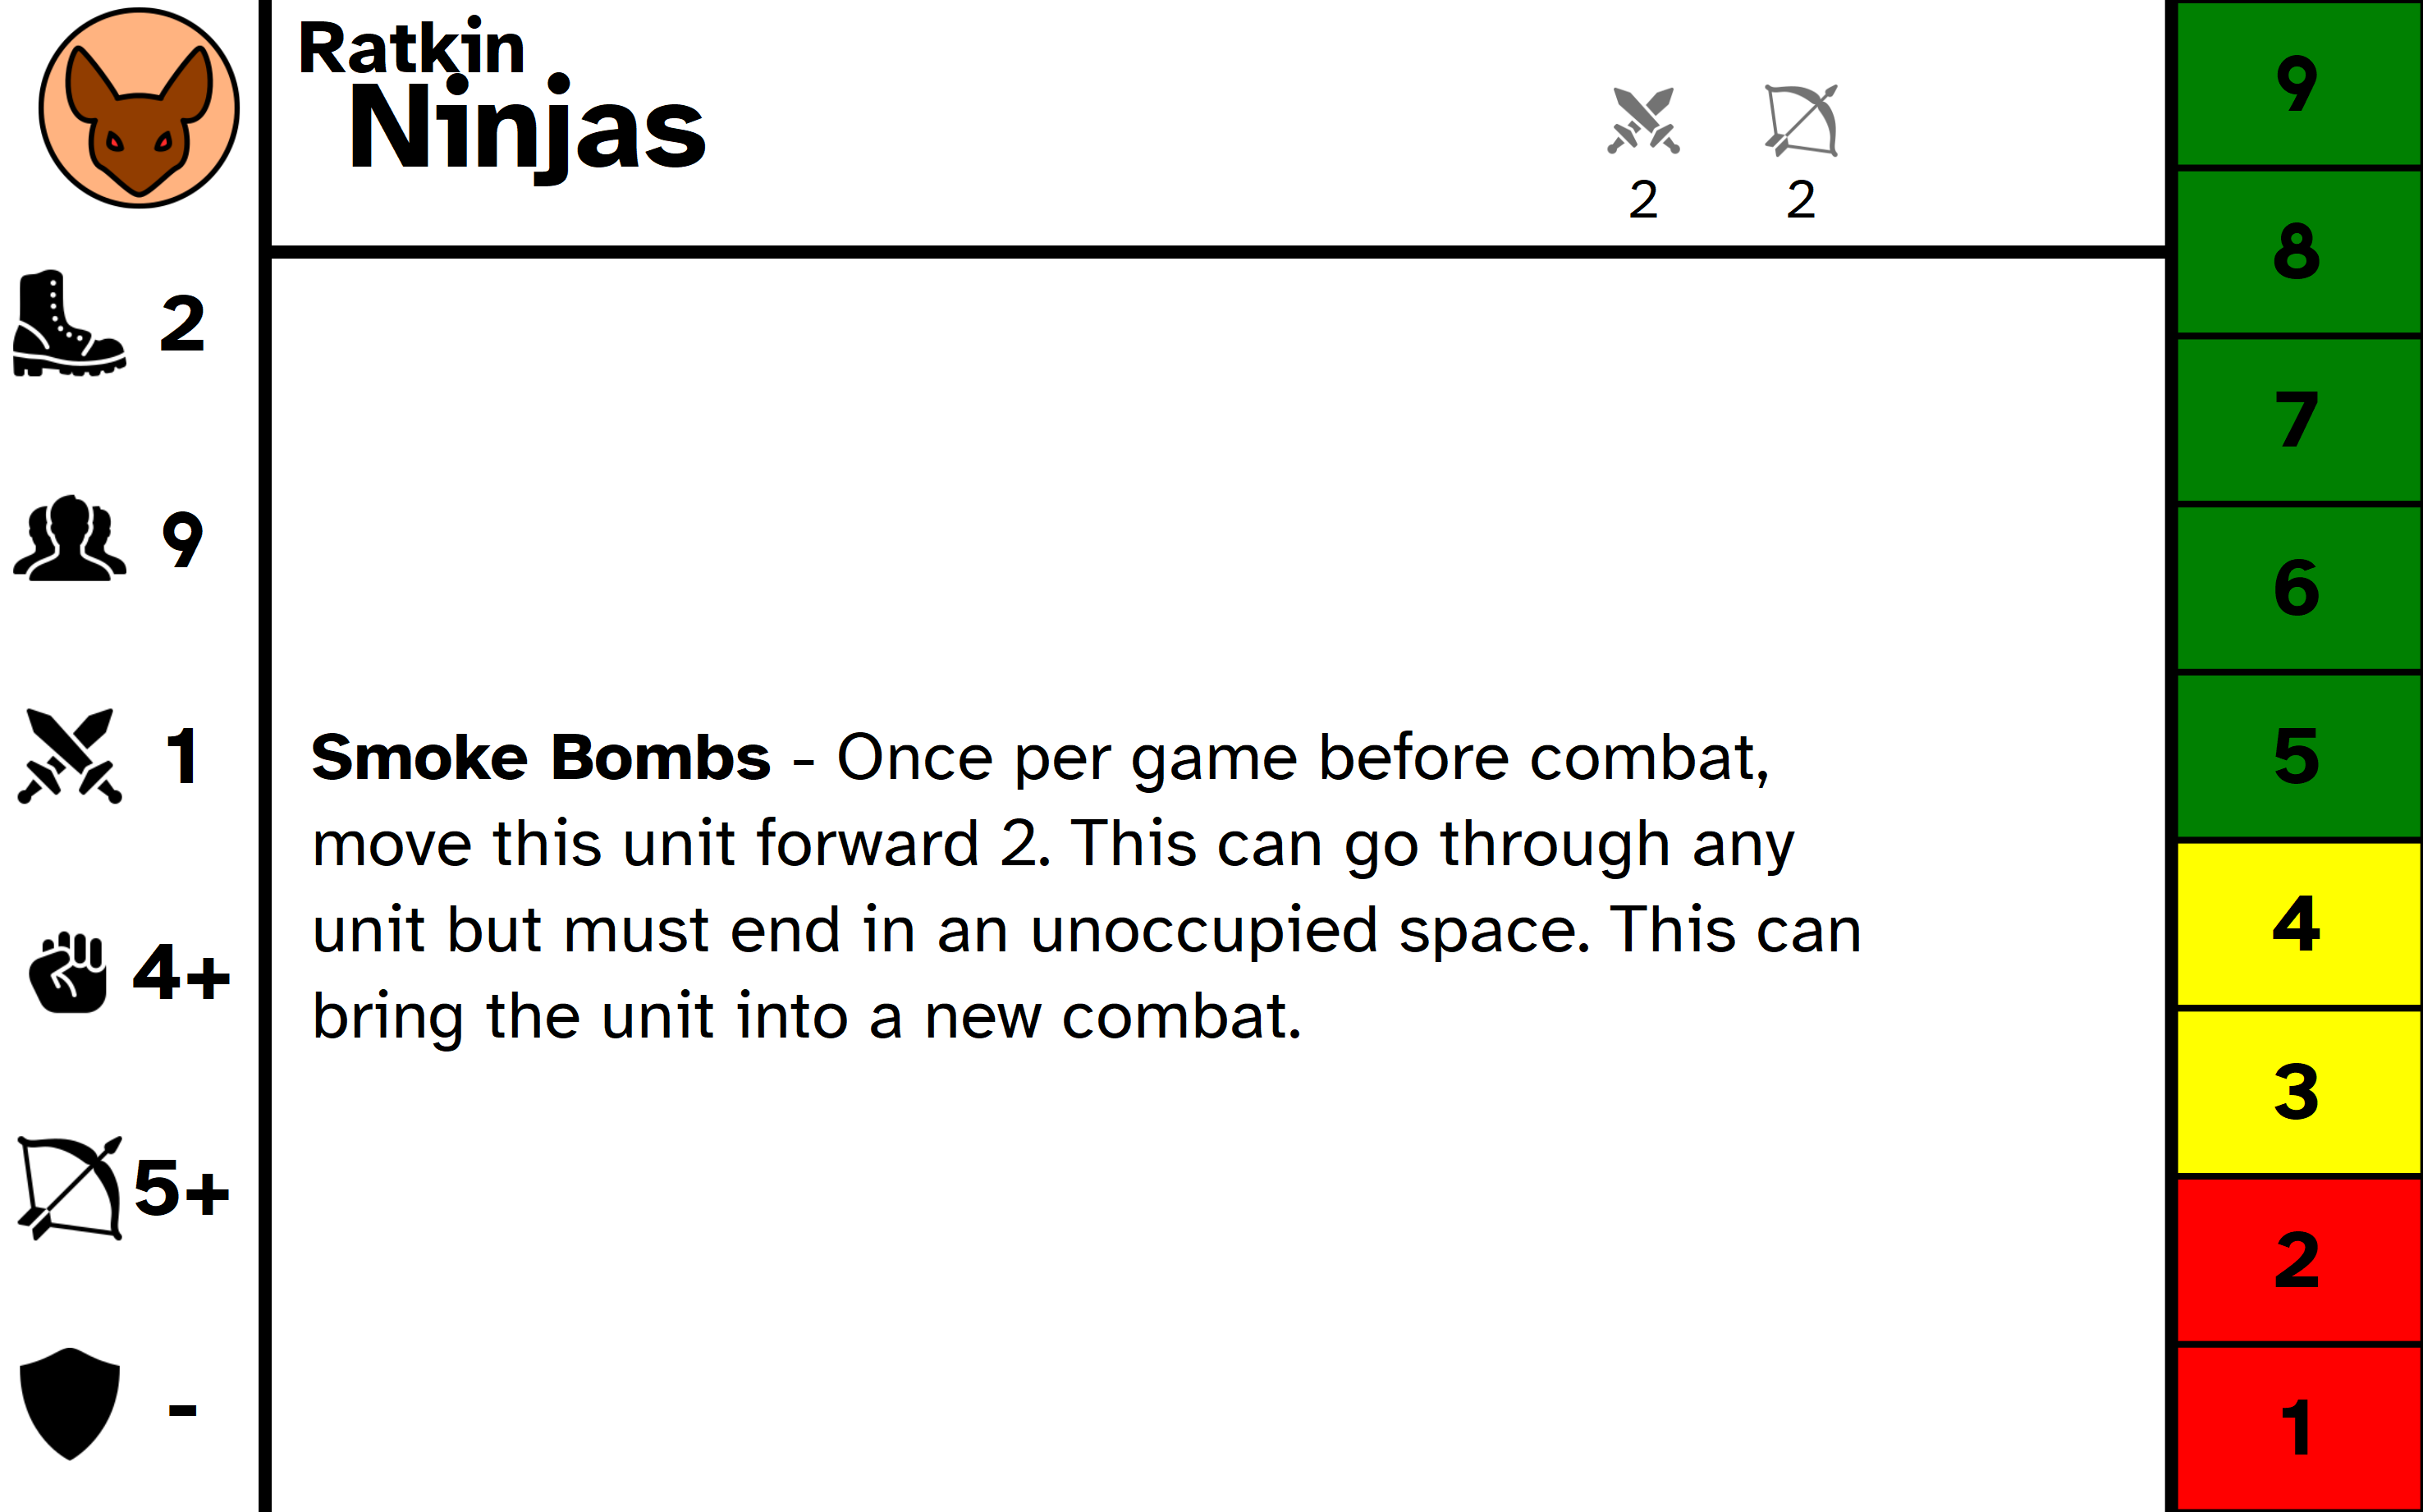 Ratkin
Ninjas
2
2
2
9
1
4+
5+
-
Smoke Bombs - Once per game before combat,
move this unit forward 2. This can go through any
unit but must end in an unoccupied space. This can
bring the unit into a new combat.
9
8
7
6
5
4
3
2
1